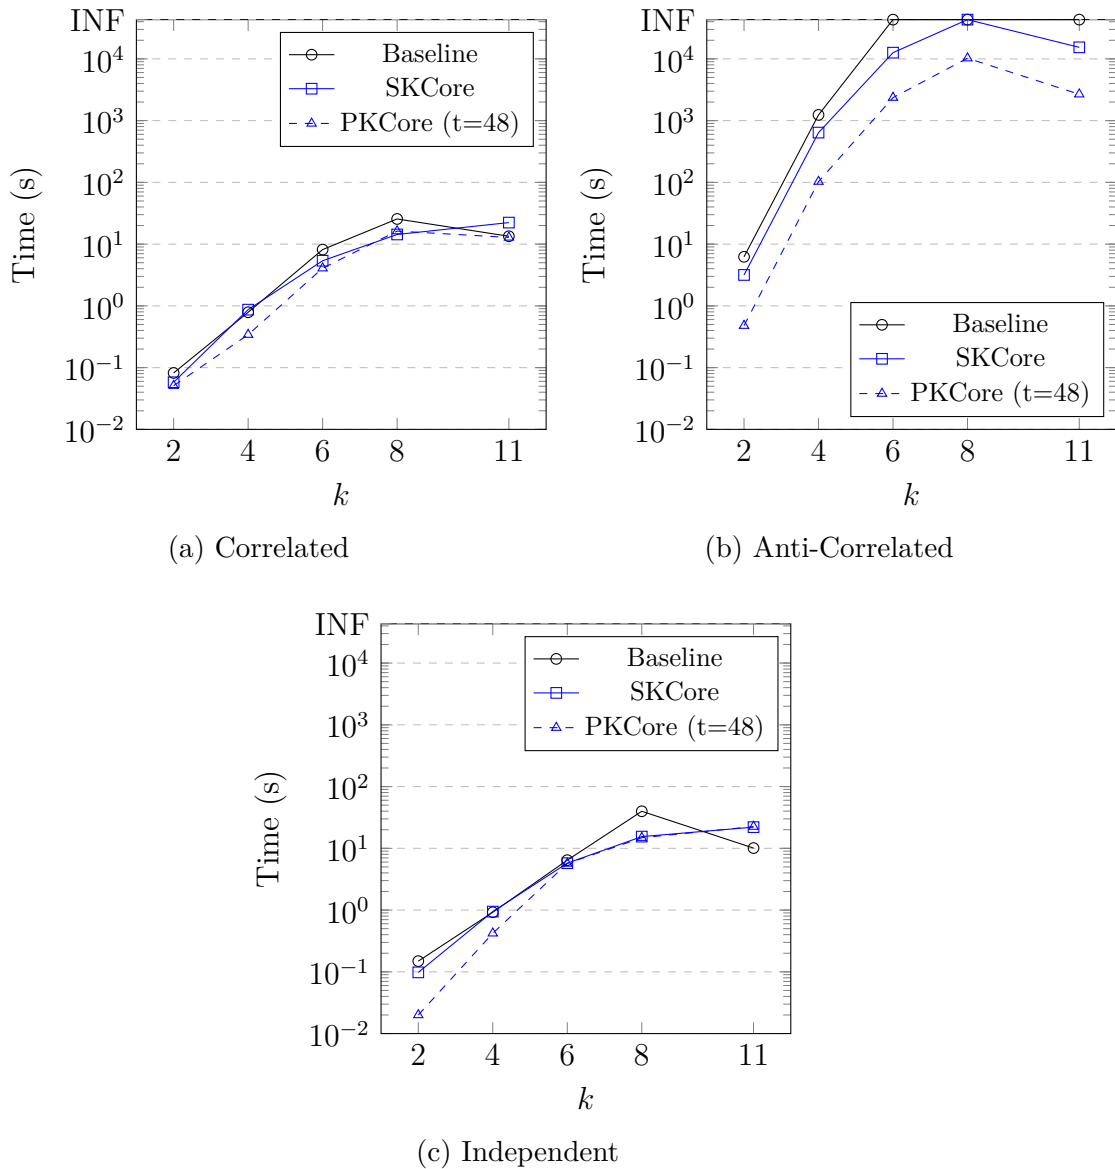 INF
10^4
10^3
10^2
10^1
10^0
10^−1
10^−2
Time (s)
Baseline
SKCore
PKCore (t=48)
2 4 6 8 11
k
(a) Correlated
INF
10^4
10^3
10^2
10^1
10^0
10^−1
10^−2
Time (s)
Baseline
SKCore
PKCore (t=48)
2 4 6 8 11
k
(b) Anti-Correlated
INF
10^4
10^3
10^2
10^1
10^0
10^−1
10^−2
Time (s)
Baseline
SKCore
PKCore (t=48)
2 4 6 8 11
k
(c) Independent